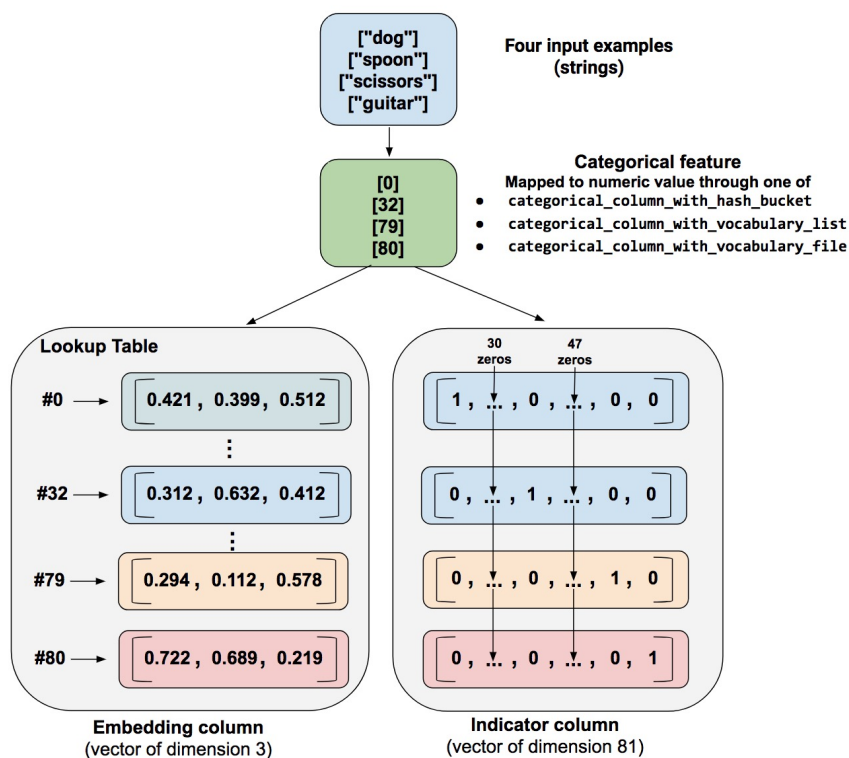 ["dog"]
["spoon"]
["scissors"]
["guitar"]
Four input examples
(strings)
[0]
[32]
[79]
[80]
Categorical feature
Mapped to numeric value through one of
● categorical_column_with_hash_bucket
● categorical_column_with_vocabulary_list
● categorical_column_with_vocabulary_file
Lookup Table
#0
0.421 , 0.399 , 0.512
⋮
#32
0.312 , 0.632 , 0.412
⋮
#79
0.294 , 0.112 , 0.578
#80
0.722 , 0.689 , 0.219
Embedding column
(vector of dimension 3)
30
zeros
47
zeros
1 , ... , 0 , ... , 0 , 0
0 , ... , 1 , ... , 0 , 0
0 , ... , 0 , ... , 1 , 0
0 , ... , 0 , ... , 0 , 1
Indicator column
(vector of dimension 81)